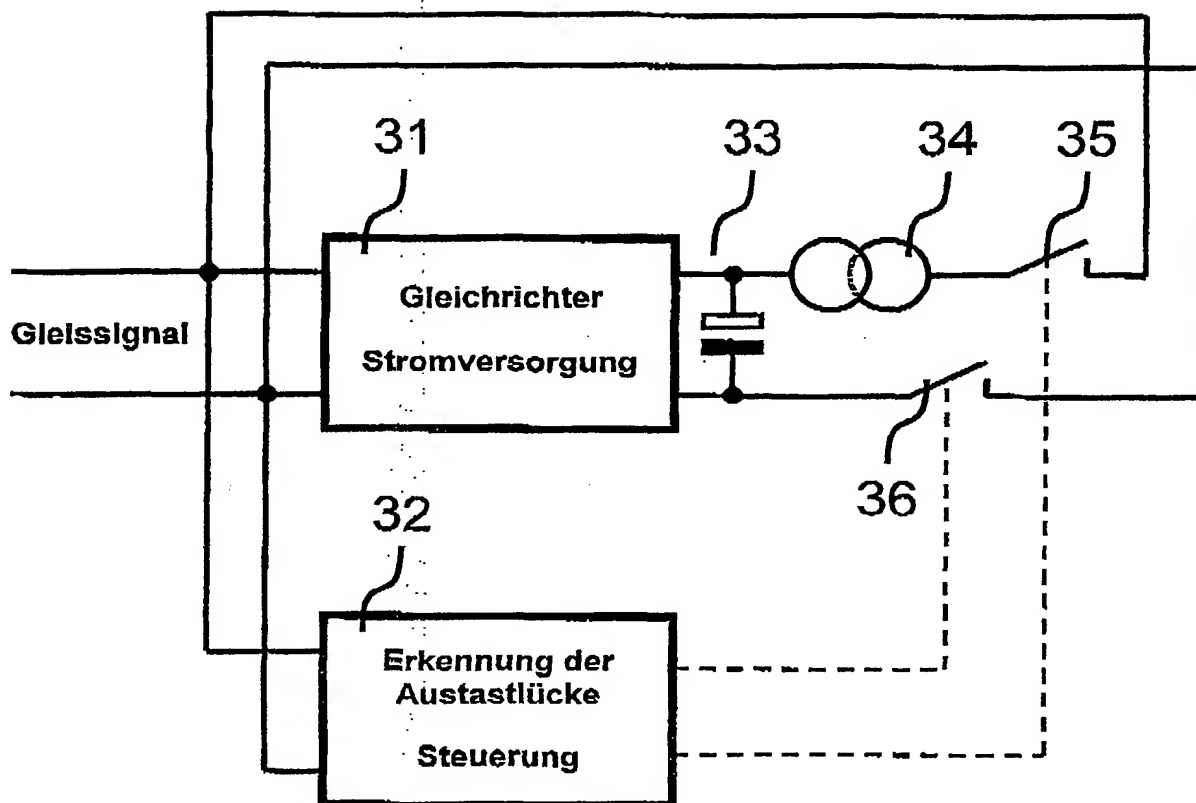 31
33
34
35
Gleissignal
Gleichrichter
Stromversorgung
36
32
Erkennung der
Austastlücke
Steuerung